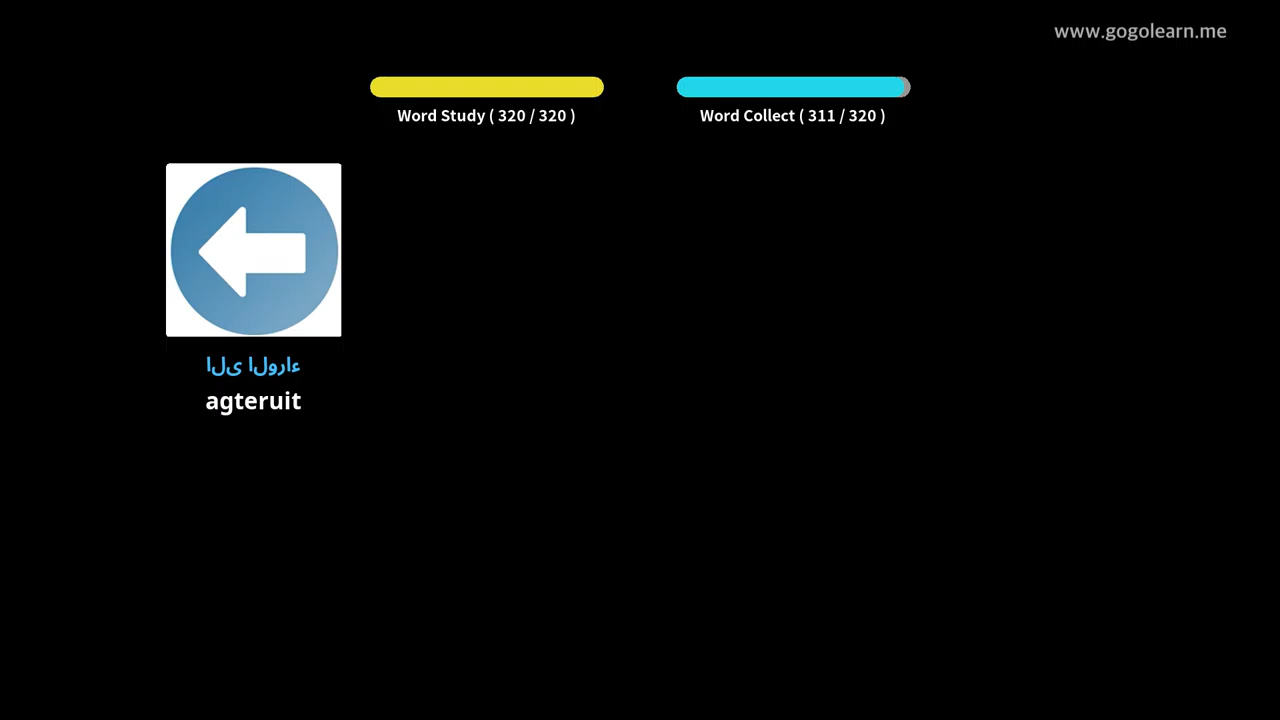 www.gogolearn.me
Word Study ( 320 / 320 )
Word Collect ( 311 / 320 )
الى الوراء
agteruit